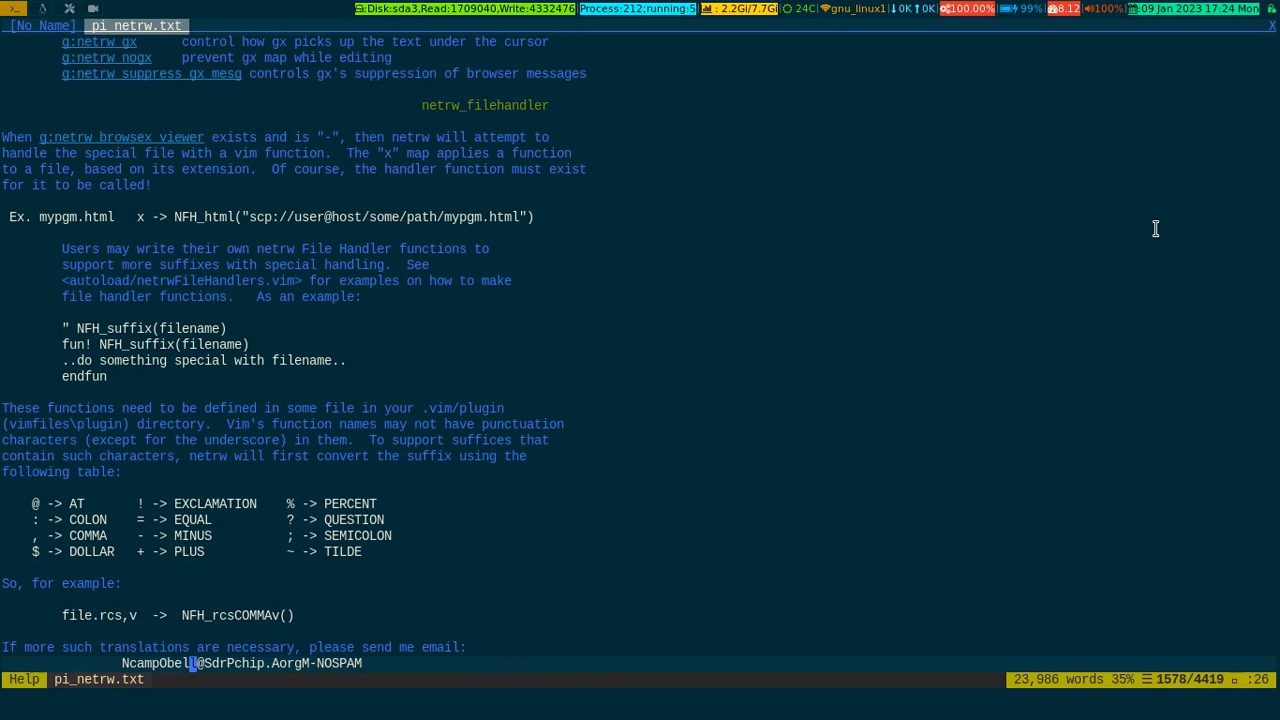 >_ Disk:sda3,Read:1709040,Write:4332476 Process:212;running:5 : 2.2Gi/7.7G 24C gnu_linux1 0K 0K 100.00% 99% 8.12 100% 09 Jan 2023 17:24 Mon
[No Name] pi_netrw.txt X
g:netrw_gx control how gx picks up the text under the cursor
g:netrw_nogx prevent gx map while editing
g:netrw_suppress_gx_mesg controls gx's suppression of browser messages
netrw_filehandler
When g:netrw_browsex_viewer exists and is "-", then netrw will attempt to
handle the special file with a vim function. The "x" map applies a function
to a file, based on its extension. Of course, the handler function must exist
for it to be called!
Ex. mypgm.html x -> NFH_html("scp://user@host/some/path/mypgm.html")
Users may write their own netrw File Handler functions to
support more suffixes with special handling. See
<autoload/netrwFileHandlers.vim> for examples on how to make
file handler functions. As an example:
" NFH_suffix(filename)
fun! NFH_suffix(filename)
..do something special with filename..
endfun
These functions need to be defined in some file in your .vim/plugin
(vimfiles\plugin) directory. Vim's function names may not have punctuation
characters (except for the underscore) in them. To support suffices that
contain such characters, netrw will first convert the suffix using the
following table:
@ -> AT ! -> EXCLAMATION % -> PERCENT
: -> COLON = -> EQUAL ? -> QUESTION
, -> COMMA - -> MINUS ; -> SEMICOLON
$ -> DOLLAR + -> PLUS ~ -> TILDE
So, for example:
file.rcs,v -> NFH_rcsCOMMAv()
If more such translations are necessary, please send me email:
NcampObell@SdrPchip.AorgM-NOSPAM
Help pi_netrw.txt 23,986 words 35% ☰ 1578/4419 :26